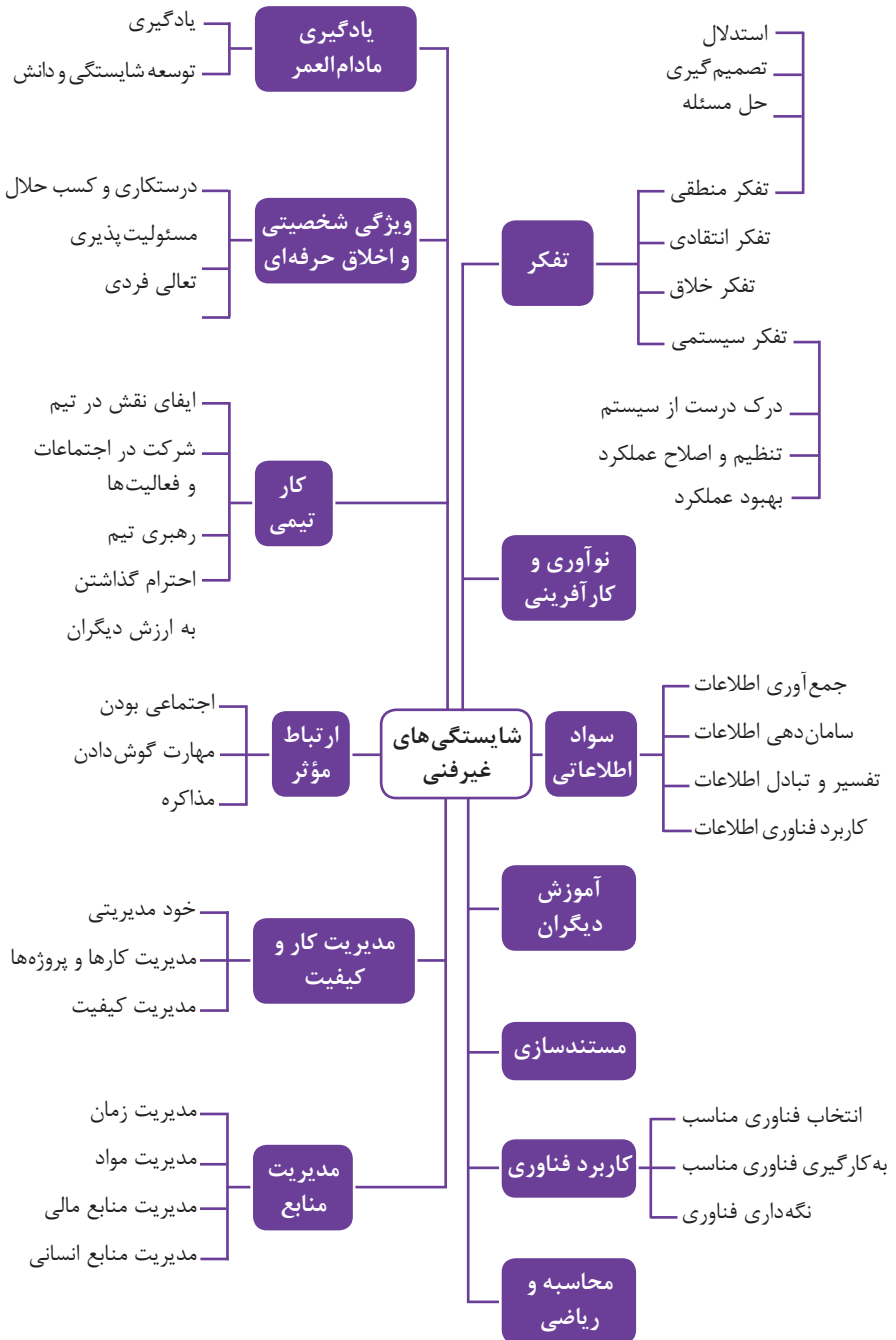 شایستگی‌های
غیرفنی
تفکر
استدلال
تصمیم‌گیری
حل مسئله
تفکر منطقی
تفکر انتقادی
تفکر خلاق
تفکر سیستمی
درک درست از سیستم
تنظیم و اصلاح عملکرد
بهبود عملکرد
نوآوری و
کارآفرینی
سواد
اطلاعاتی
جمع‌آوری اطلاعات
سامان‌دهی اطلاعات
تفسیر و تبادل اطلاعات
کاربرد فناوری اطلاعات
آموزش
دیگران
مستندسازی
کاربرد فناوری
انتخاب فناوری مناسب
به‌کارگیری فناوری مناسب
نگه‌داری فناوری
محاسبه و
ریاضی
یادگیری
مادام‌العمر
یادگیری
توسعه شایستگی و دانش
ویژگی شخصیتی
و اخلاق حرفه‌ای
درستکاری و کسب حلال
مسئولیت‌پذیری
تعالی فردی
کار
تیمی
ایفای نقش در تیم
شرکت در اجتماعات
و فعالیت‌ها
رهبری تیم
احترام گذاشتن
به ارزش دیگران
ارتباط
مؤثر
اجتماعی بودن
مهارت گوش‌دادن
مذاکره
مدیریت کار و
کیفیت
خود مدیریتی
مدیریت کارها و پروژه‌ها
مدیریت کیفیت
مدیریت
منابع
مدیریت زمان
مدیریت مواد
مدیریت منابع مالی
مدیریت منابع انسانی